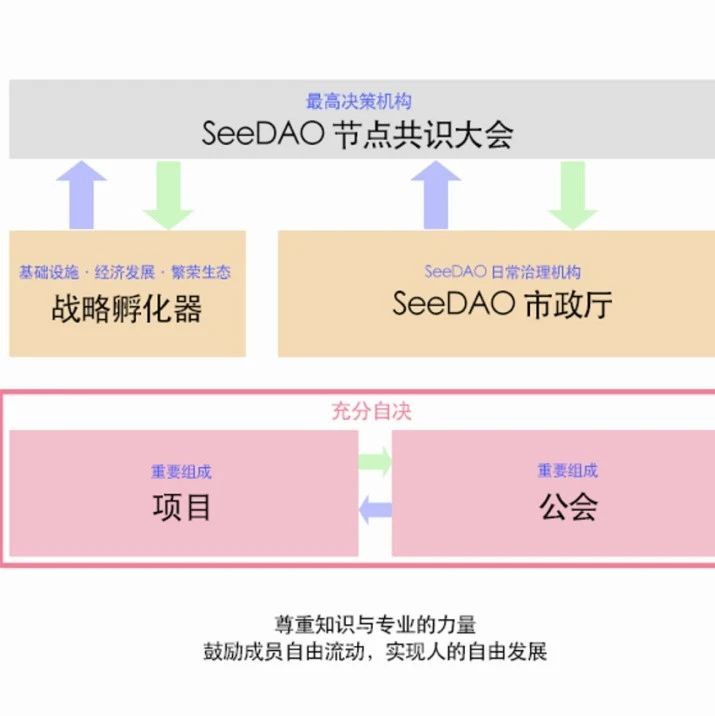 最高决策机构
SeeDAO 节点共识大会
基础设施·经济发展·繁荣生态
战略孵化器
SeeDAO 日常治理机构
SeeDAO 市政厅
充分自决
重要组成
项目
重要组成
公会
尊重知识与专业的力量
鼓励成员自由流动，实现人的自由发展